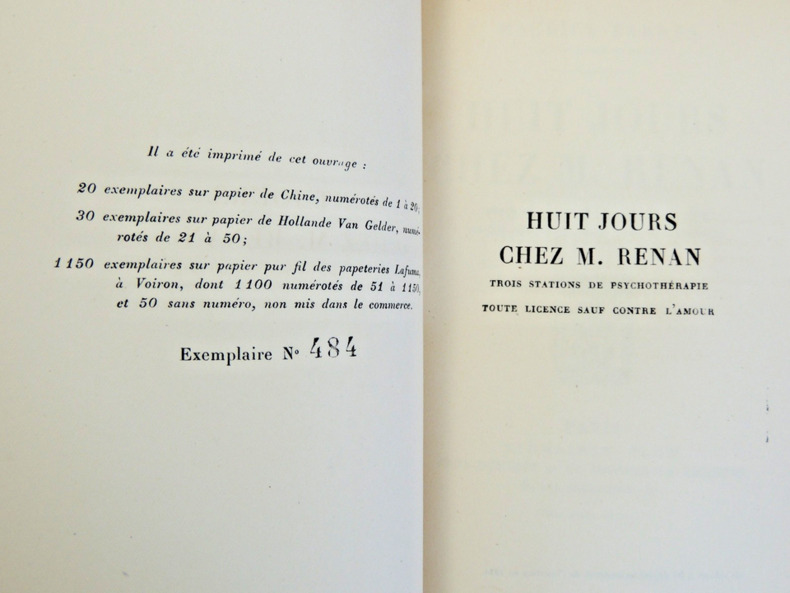 Il a été imprimé de cet ouvrage :
20 exemplaires sur papier de Chine, numérotés de 1 à 20;
30 exemplaires sur papier de Hollande Van Gelder, numé-
rotés de 21 à 50;
1150 exemplaires sur papier pur fil des papeteries Lafuma,
à Voiron, dont 1100 numérotés de 51 à 1150,
et 50 sans numéro, non mis dans le commerce.
Exemplaire N° 484
HUIT JOURS
CHEZ M. RENAN
TROIS STATIONS DE PSYCHOTHÉRAPIE
TOUTE LICENCE SAUF CONTRE L'AMOUR